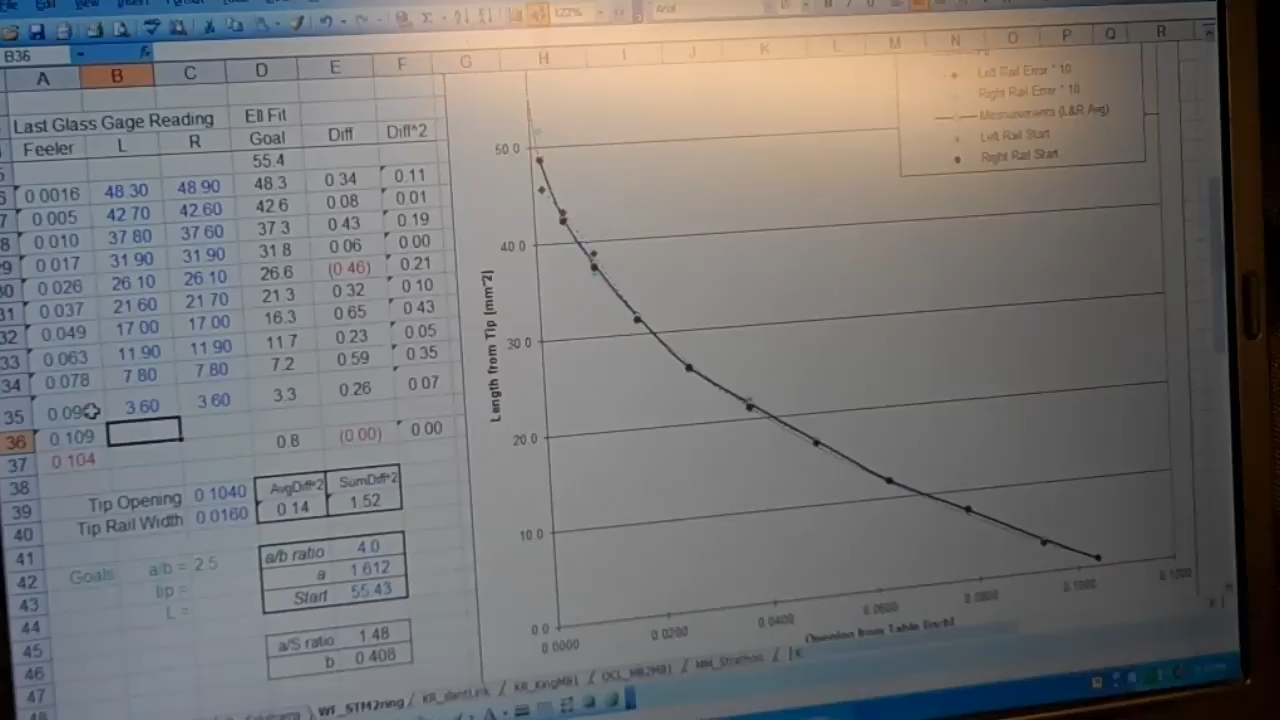 B36
A B C D E F G H I J K L M N O P Q R
Last Glass Gage Reading Ell Fit
Feeler L R Goal Diff Diff^2
55.4
0.0016 48.30 48.90 48.3 0.34 0.11
0.005 42.70 42.60 42.6 0.08 0.01
0.010 37.80 37.60 37.3 0.43 0.19
0.017 31.90 31.90 31.8 0.06 0.00
0.026 26.10 26.10 26.6 (0.46) 0.21
31 0.037 21.60 21.70 21.3 0.32 0.10
32 0.049 17.00 17.00 16.3 0.65 0.43
33 0.063 11.90 11.90 11.7 0.23 0.05
34 0.078 7.80 7.80 7.2 0.59 0.35
35 0.09 3.60 3.60 3.3 0.26 0.07
36 0.109 0.8 (0.00) 0.00
37 0.104
38 AvgDiff^2 SumDiff^2
39 Tip Opening 0.1040 0.14 1.52
40 Tip Rail Width 0.0160
41 a/b ratio 4.0
42 Goals a/b = 2.5 a 1.612
43 tip = Start 55.43
44 L =
45 a/S ratio 1.48
46 b 0.408
47
Left Rail Error * 10
Right Rail Error * 10
Measurements (L&R Avg)
Left Rail Start
Right Rail Start
Length from Tip [mm^2]
50.0
40.0
30.0
20.0
10.0
0.0
0.0000 0.0200 0.0400 0.0600 0.0800 0.1000 0.1200
Opening from Table [inch]
WF_STM2ring / KR_dantLink / KR_KingMB1 / OCL_MB2MB1 / MM_Strathon